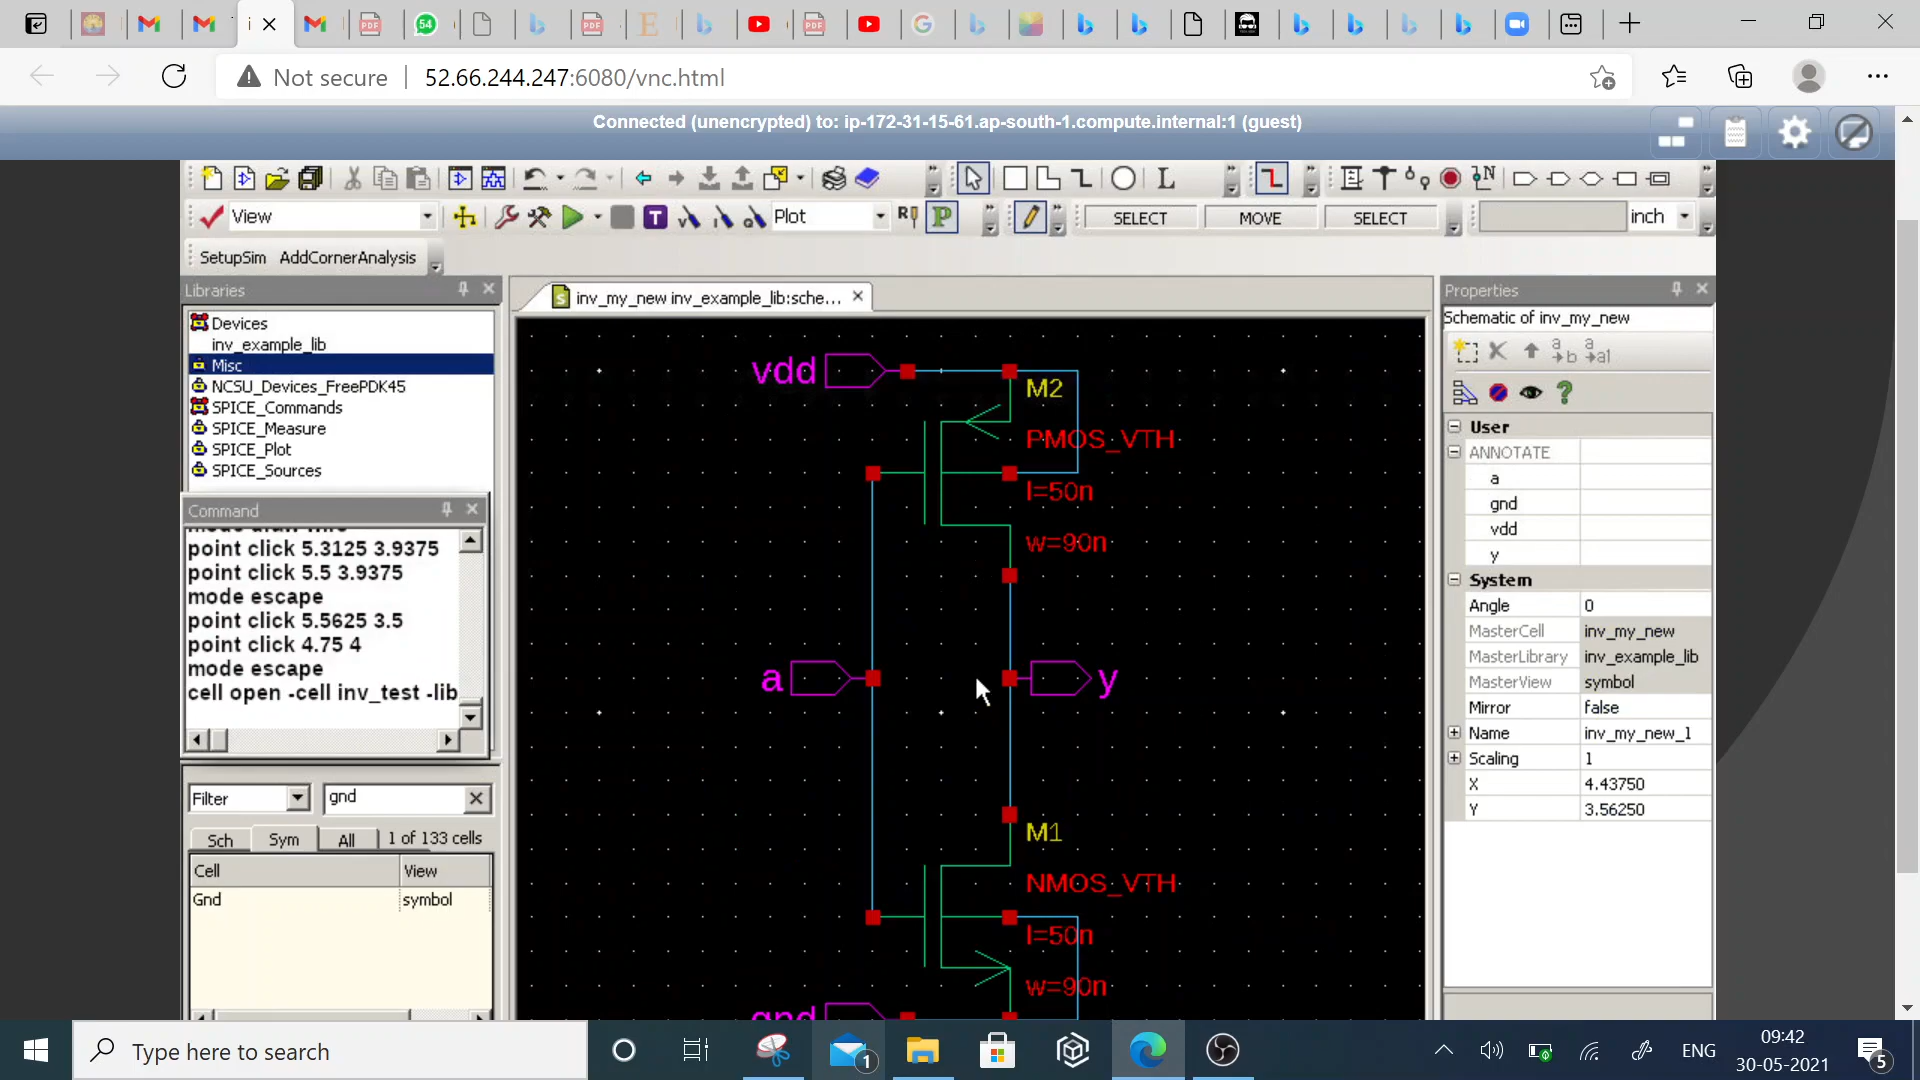 54
Not secure
52.66.244.247:6080/vnc.html
Connected (unencrypted) to: ip-172-31-15-61.ap-south-1.compute.internal:1 (guest)
View
Plot
SELECT
MOVE
SELECT
inch
SetupSim AddCornerAnalysis
Libraries
Devices
inv_example_lib
Misc
NCSU_Devices_FreePDK45
SPICE_Commands
SPICE_Measure
SPICE_Plot
SPICE_Sources
Command
point click 5.3125 3.9375
point click 5.5 3.9375
mode escape
point click 5.5625 3.5
point click 4.75 4
mode escape
cell open -cell inv_test -lib
Filter
gnd
Sch
Sym
All
1 of 133 cells
Cell
View
Gnd
symbol
inv_my_new inv_example_lib:sche...
vdd
M2
PMOS_VTH
l=50n
w=90n
a
y
M1
NMOS_VTH
l=50n
w=90n
gnd
Properties
Schematic of inv_my_new
User
ANNOTATE
a
gnd
vdd
y
System
Angle 0
MasterCell inv_my_new
MasterLibrary inv_example_lib
MasterView symbol
Mirror false
Name inv_my_new_1
Scaling 1
X 4.43750
Y 3.56250
Type here to search
1
ENG
09:42
30-05-2021
5